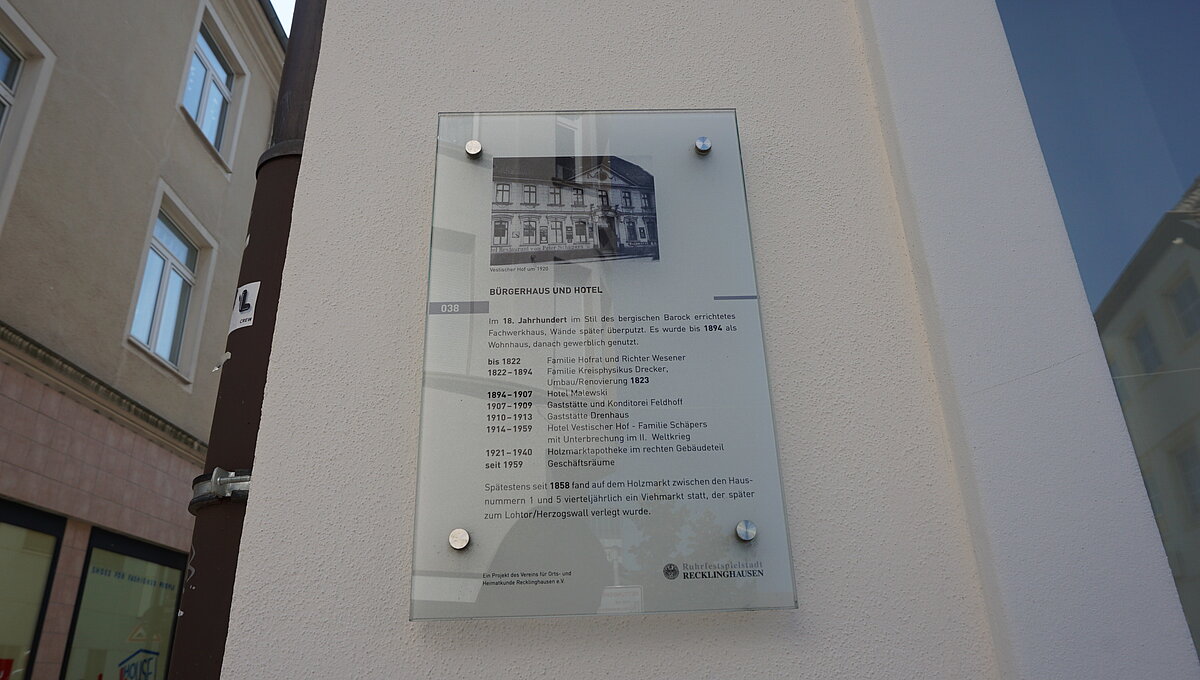 Vestischer Hof um 1920
BÜRGERHAUS UND HOTEL
038
Im 18. Jahrhundert im Stil des bergischen Barock errichtetes
Fachwerkhaus, Wände später überputzt. Es wurde bis 1894 als
Wohnhaus, danach gewerblich genutzt.
bis 1822 Familie Hofrat und Richter Wesener
1822–1894 Familie Kreisphysikus Drecker,
Umbau/Renovierung 1823
1894–1907 Hotel Malewski
1907–1909 Gaststätte und Konditorei Feldhoff
1910–1913 Gaststätte Drenhaus
1914–1959 Hotel Vestischer Hof - Familie Schäpers
mit Unterbrechung im II. Weltkrieg
1921–1940 Holzmarktapotheke im rechten Gebäudeteil
seit 1959 Geschäftsräume
Spätestens seit 1858 fand auf dem Holzmarkt zwischen den Haus-
nummern 1 und 5 vierteljährlich ein Viehmarkt statt, der später
zum Lohtor/Herzogswall verlegt wurde.
Ein Projekt des Vereins für Orts- und
Heimatkunde Recklinghausen e.V.
Ruhrfestspielstadt
RECKLINGHAUSEN
CREW
SHOES FOR FASHIONED PEOPLE
HOUSE